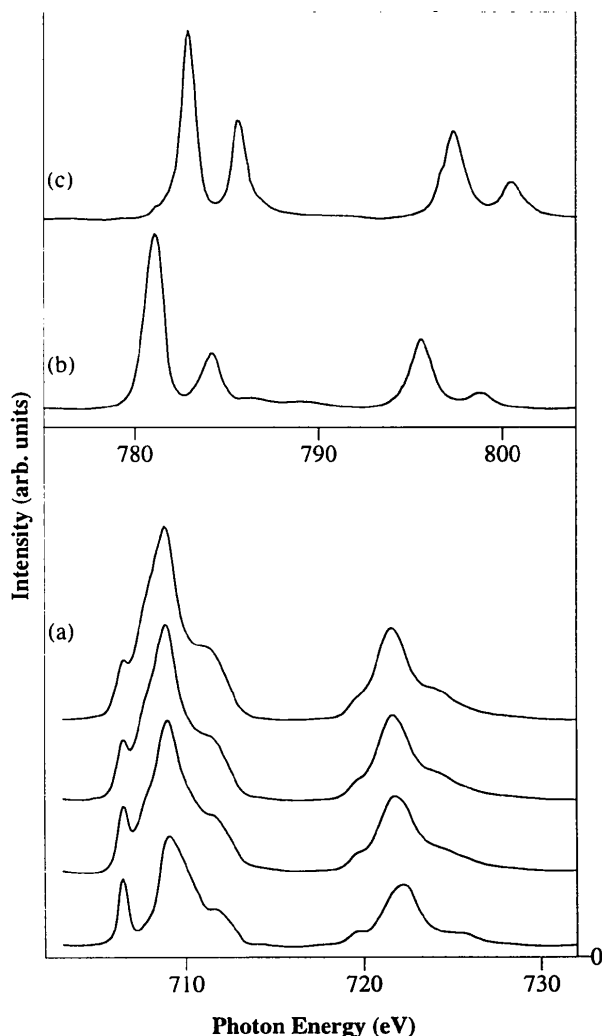 (c)
(b)
780 790 800
Intensity (arb. units)
(a)
0
710 720 730
Photon Energy (eV)